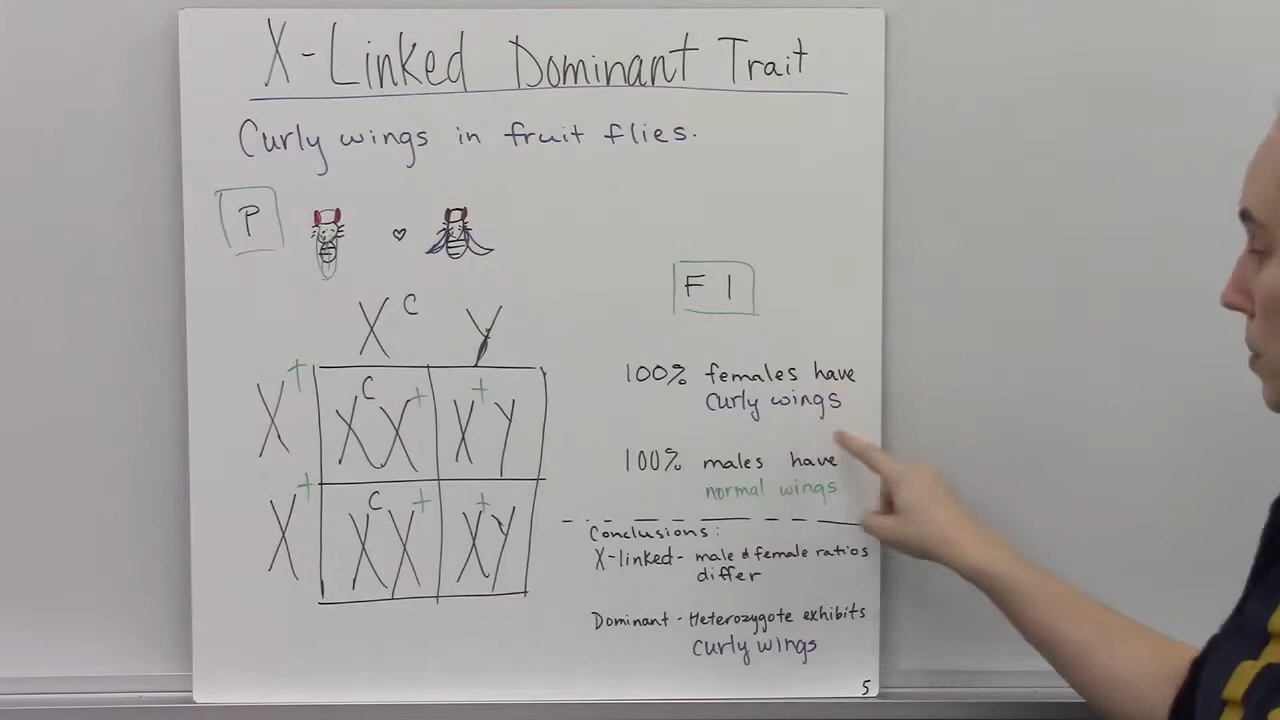 X-Linked Dominant Trait
Curly wings in fruit flies.
P
X C Y
X + X C X + X + Y
X + X C X + X + Y
F1
100% females have
curly wings
100% males have
normal wings
Conclusions:
X-linked - male & female ratios
differ
Dominant - Heterozygote exhibits
curly wings
5